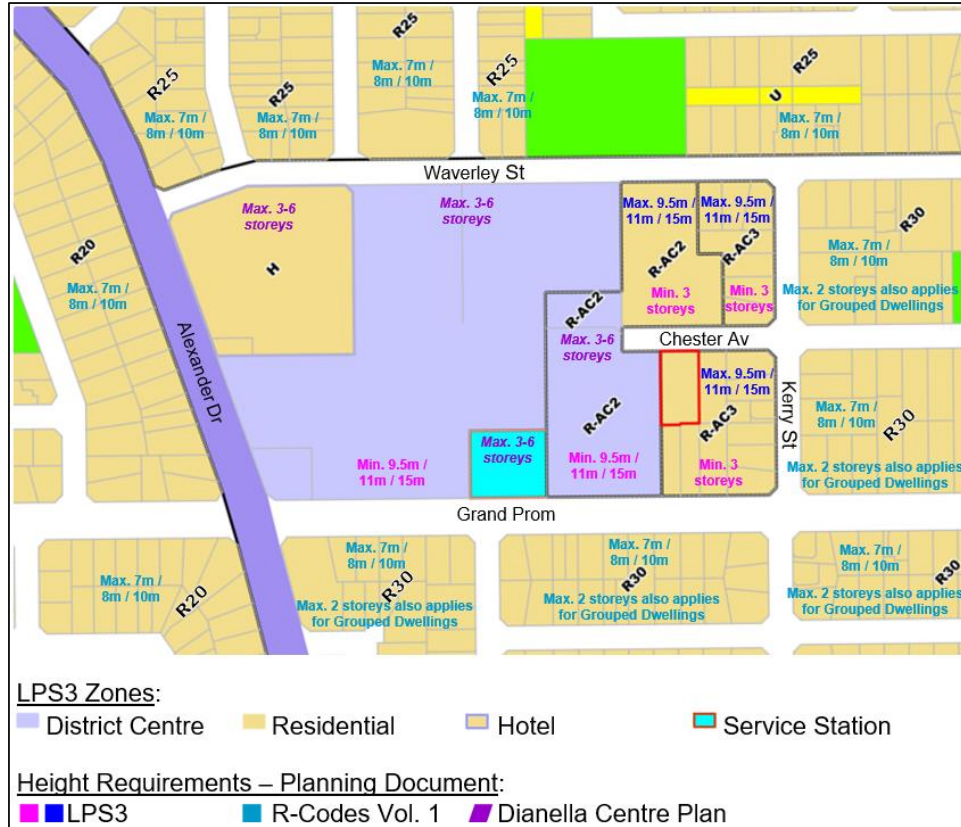 R25
R25
R25
R25
R25
Max. 7m /
8m / 10m
Max. 7m /
8m / 10m
Max. 7m /
8m / 10m
Max. 7m /
8m / 10m
U
Max. 7m /
8m / 10m
Waverley St
R20
Max. 7m /
8m / 10m
Alexander Dr
Max. 3-6
storeys
H
Max. 3-6
storeys
Max. 9.5m /
11m / 15m
R-AC2
Min. 3
storeys
Max. 9.5m /
11m / 15m
R-AC3
Min. 3
storeys
R30
Max. 7m /
8m / 10m
Max. 2 storeys also applies
for Grouped Dwellings
R-AC2
Max. 3-6
storeys
R-AC2
Min. 9.5m /
11m / 15m
Chester Av
Max. 9.5m /
11m / 15m
R-AC3
Min. 3
storeys
Kerry St
Max. 7m /
8m / 10m
R30
Max. 2 storeys also applies
for Grouped Dwellings
Min. 9.5m /
11m / 15m
Max. 3-6
storeys
Grand Prom
Max. 7m /
8m / 10m
R20
Max. 7m /
8m / 10m
R30
Max. 2 storeys also applies
for Grouped Dwellings
Max. 7m /
8m / 10m
R30
Max. 2 storeys also applies
for Grouped Dwellings
Max. 7m /
8m / 10m
R30
Max. 2 storeys also applies
for Grouped Dwellings
LPS3 Zones:
District Centre Residential Hotel Service Station
Height Requirements – Planning Document:
LPS3 R-Codes Vol. 1 Dianella Centre Plan